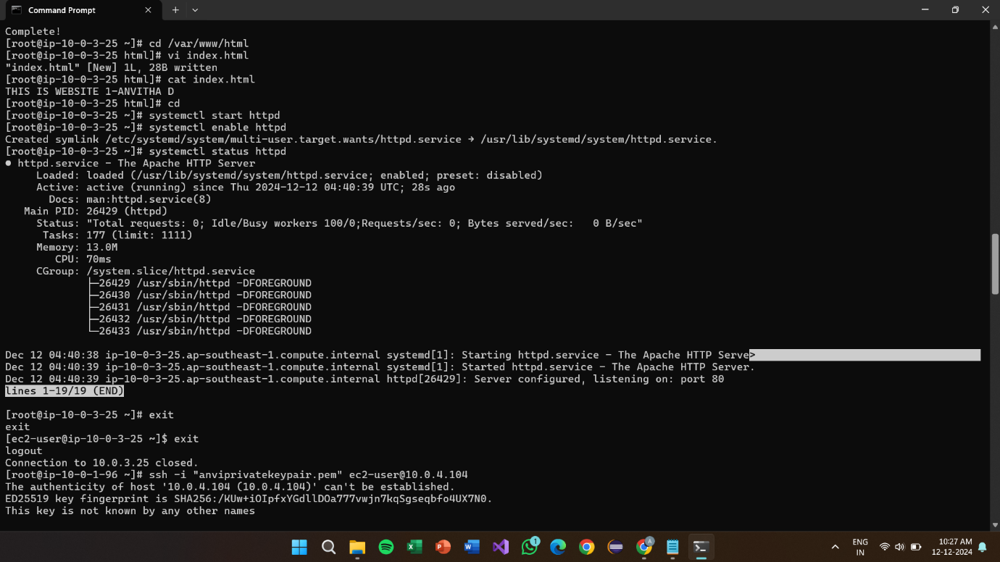 Command Prompt
Complete!
[root@ip-10-0-3-25 ~]# cd /var/www/html
[root@ip-10-0-3-25 html]# vi index.html
"index.html" [New] 1L, 28B written
[root@ip-10-0-3-25 html]# cat index.html
THIS IS WEBSITE 1-ANVITHA D
[root@ip-10-0-3-25 html]# cd
[root@ip-10-0-3-25 ~]# systemctl start httpd
[root@ip-10-0-3-25 ~]# systemctl enable httpd
Created symlink /etc/systemd/system/multi-user.target.wants/httpd.service → /usr/lib/systemd/system/httpd.service.
[root@ip-10-0-3-25 ~]# systemctl status httpd
● httpd.service - The Apache HTTP Server
     Loaded: loaded (/usr/lib/systemd/system/httpd.service; enabled; preset: disabled)
     Active: active (running) since Thu 2024-12-12 04:40:39 UTC; 28s ago
       Docs: man:httpd.service(8)
   Main PID: 26429 (httpd)
     Status: "Total requests: 0; Idle/Busy workers 100/0;Requests/sec: 0; Bytes served/sec:   0 B/sec"
      Tasks: 177 (limit: 1111)
     Memory: 13.0M
        CPU: 70ms
     CGroup: /system.slice/httpd.service
             ├─26429 /usr/sbin/httpd -DFOREGROUND
             ├─26430 /usr/sbin/httpd -DFOREGROUND
             ├─26431 /usr/sbin/httpd -DFOREGROUND
             ├─26432 /usr/sbin/httpd -DFOREGROUND
             └─26433 /usr/sbin/httpd -DFOREGROUND
Dec 12 04:40:38 ip-10-0-3-25.ap-southeast-1.compute.internal systemd[1]: Starting httpd.service - The Apache HTTP Serve>
Dec 12 04:40:39 ip-10-0-3-25.ap-southeast-1.compute.internal systemd[1]: Started httpd.service - The Apache HTTP Server.
Dec 12 04:40:39 ip-10-0-3-25.ap-southeast-1.compute.internal httpd[26429]: Server configured, listening on: port 80
lines 1-19/19 (END)
[root@ip-10-0-3-25 ~]# exit
exit
[ec2-user@ip-10-0-3-25 ~]$ exit
logout
Connection to 10.0.3.25 closed.
[root@ip-10-0-1-96 ~]# ssh -i "anviprivatekeypair.pem" ec2-user@10.0.4.104
The authenticity of host '10.0.4.104 (10.0.4.104)' can't be established.
ED25519 key fingerprint is SHA256:/KUw+iOIpfxYGdllDOa777vwjn7kqSgseqbfo4UX7N0.
This key is not known by any other names
1
A
ENG
IN
10:27 AM
12-12-2024